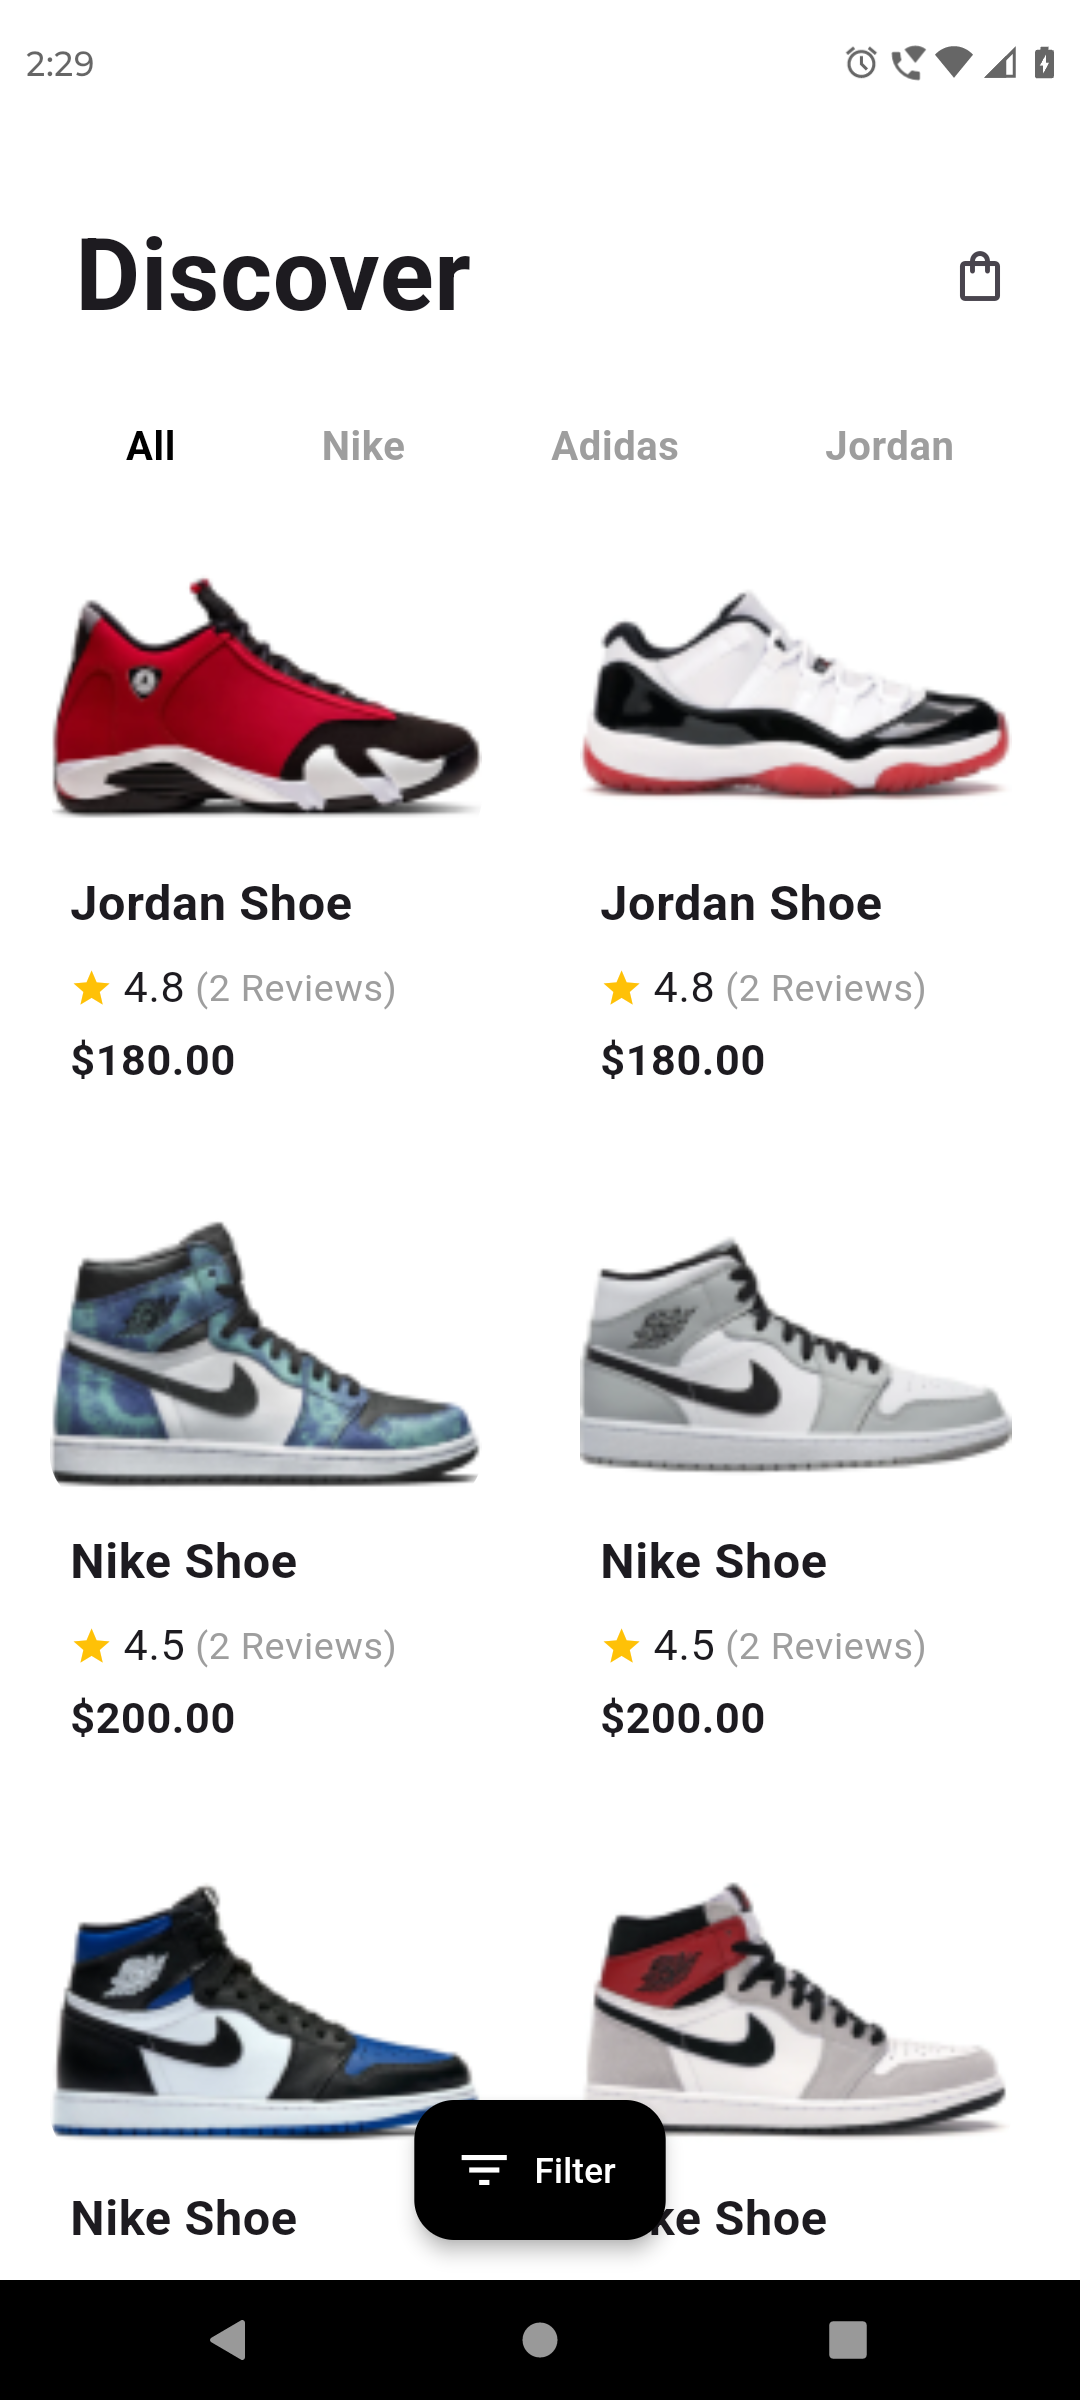 2:29
Discover
All Nike Adidas Jordan
Jordan Shoe Jordan Shoe
4.8 (2 Reviews) 4.8 (2 Reviews)
$180.00 $180.00
Nike Shoe Nike Shoe
4.5 (2 Reviews) 4.5 (2 Reviews)
$200.00 $200.00
Filter
Nike Shoe ke Shoe